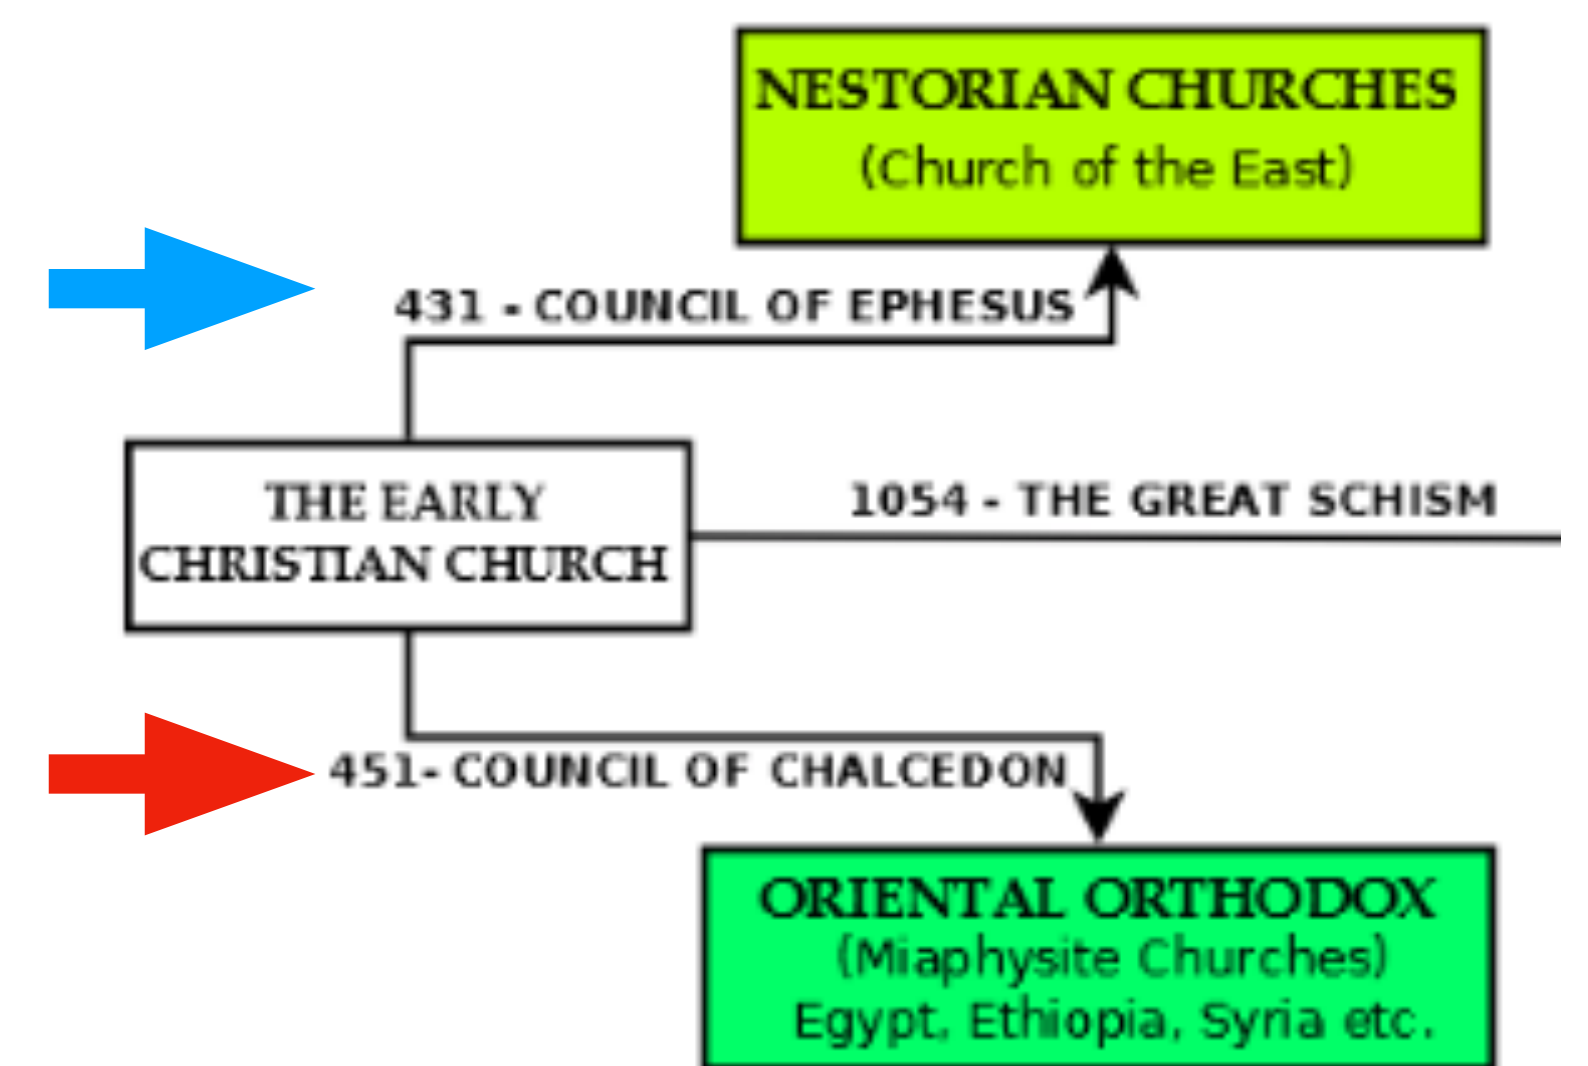 NESTORIAN CHURCHES
(Church of the East)
431 - COUNCIL OF EPHESUS
THE EARLY
CHRISTIAN CHURCH
1054 - THE GREAT SCHISM
451- COUNCIL OF CHALCEDON
ORIENTAL ORTHODOX
(Miaphysite Churches)
Egypt, Ethiopia, Syria etc.